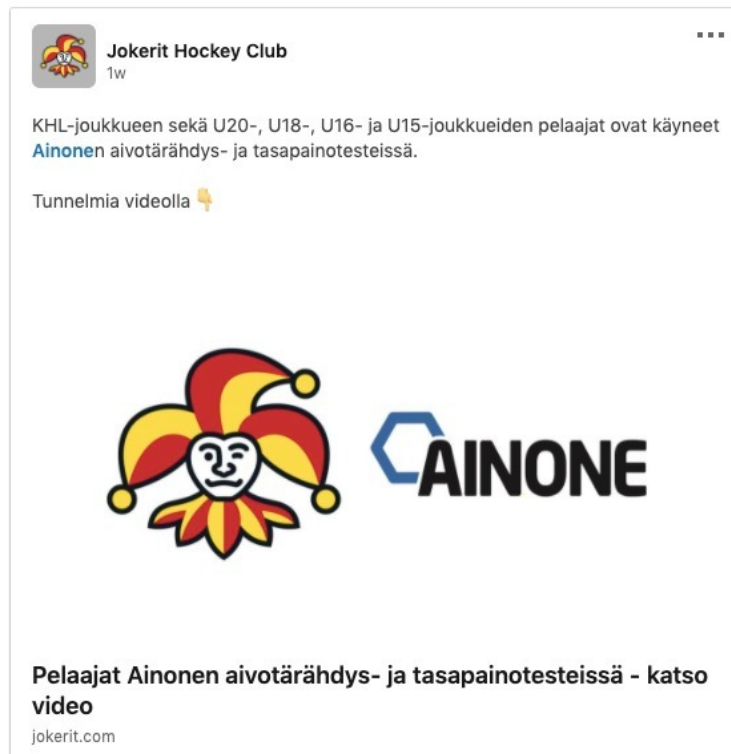 Jokerit Hockey Club
1w
KHL-joukkueen sekä U20-, U18-, U16- ja U15-joukkueiden pelaajat ovat käyneet
Ainonen aivotärähdys- ja tasapainotesteissä.
Tunnelmia videolla 👇
AINONE
Pelaajat Ainonen aivotärähdys- ja tasapainotesteissä - katso
video
jokerit.com